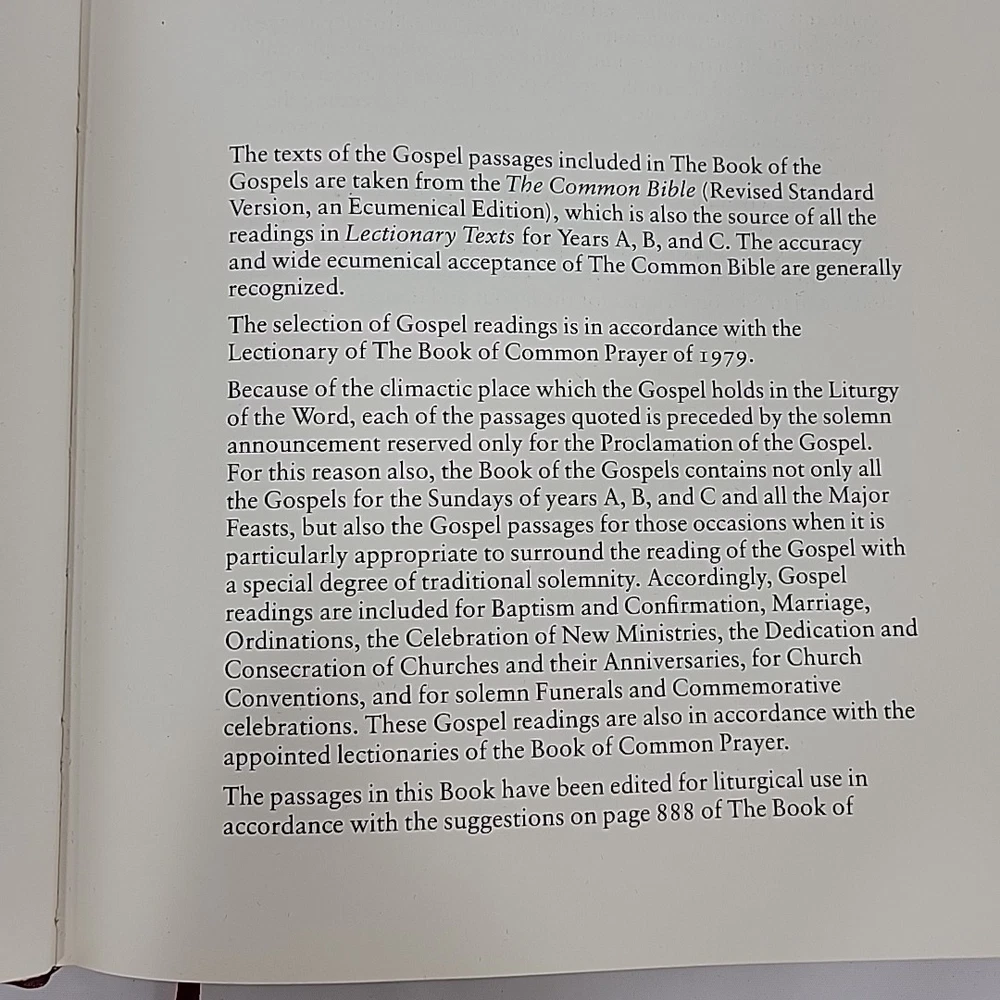 The texts of the Gospel passages included in The Book of the
Gospels are taken from the The Common Bible (Revised Standard
Version, an Ecumenical Edition), which is also the source of all the
readings in Lectionary Texts for Years A, B, and C. The accuracy
and wide ecumenical acceptance of The Common Bible are generally
recognized.
The selection of Gospel readings is in accordance with the
Lectionary of The Book of Common Prayer of 1979.
Because of the climactic place which the Gospel holds in the Liturgy
of the Word, each of the passages quoted is preceded by the solemn
announcement reserved only for the Proclamation of the Gospel.
For this reason also, the Book of the Gospels contains not only all
the Gospels for the Sundays of years A, B, and C and all the Major
Feasts, but also the Gospel passages for those occasions when it is
particularly appropriate to surround the reading of the Gospel with
a special degree of traditional solemnity. Accordingly, Gospel
readings are included for Baptism and Confirmation, Marriage,
Ordinations, the Celebration of New Ministries, the Dedication and
Consecration of Churches and their Anniversaries, for Church
Conventions, and for solemn Funerals and Commemorative
celebrations. These Gospel readings are also in accordance with the
appointed lectionaries of the Book of Common Prayer.
The passages in this Book have been edited for liturgical use in
accordance with the suggestions on page 888 of The Book of